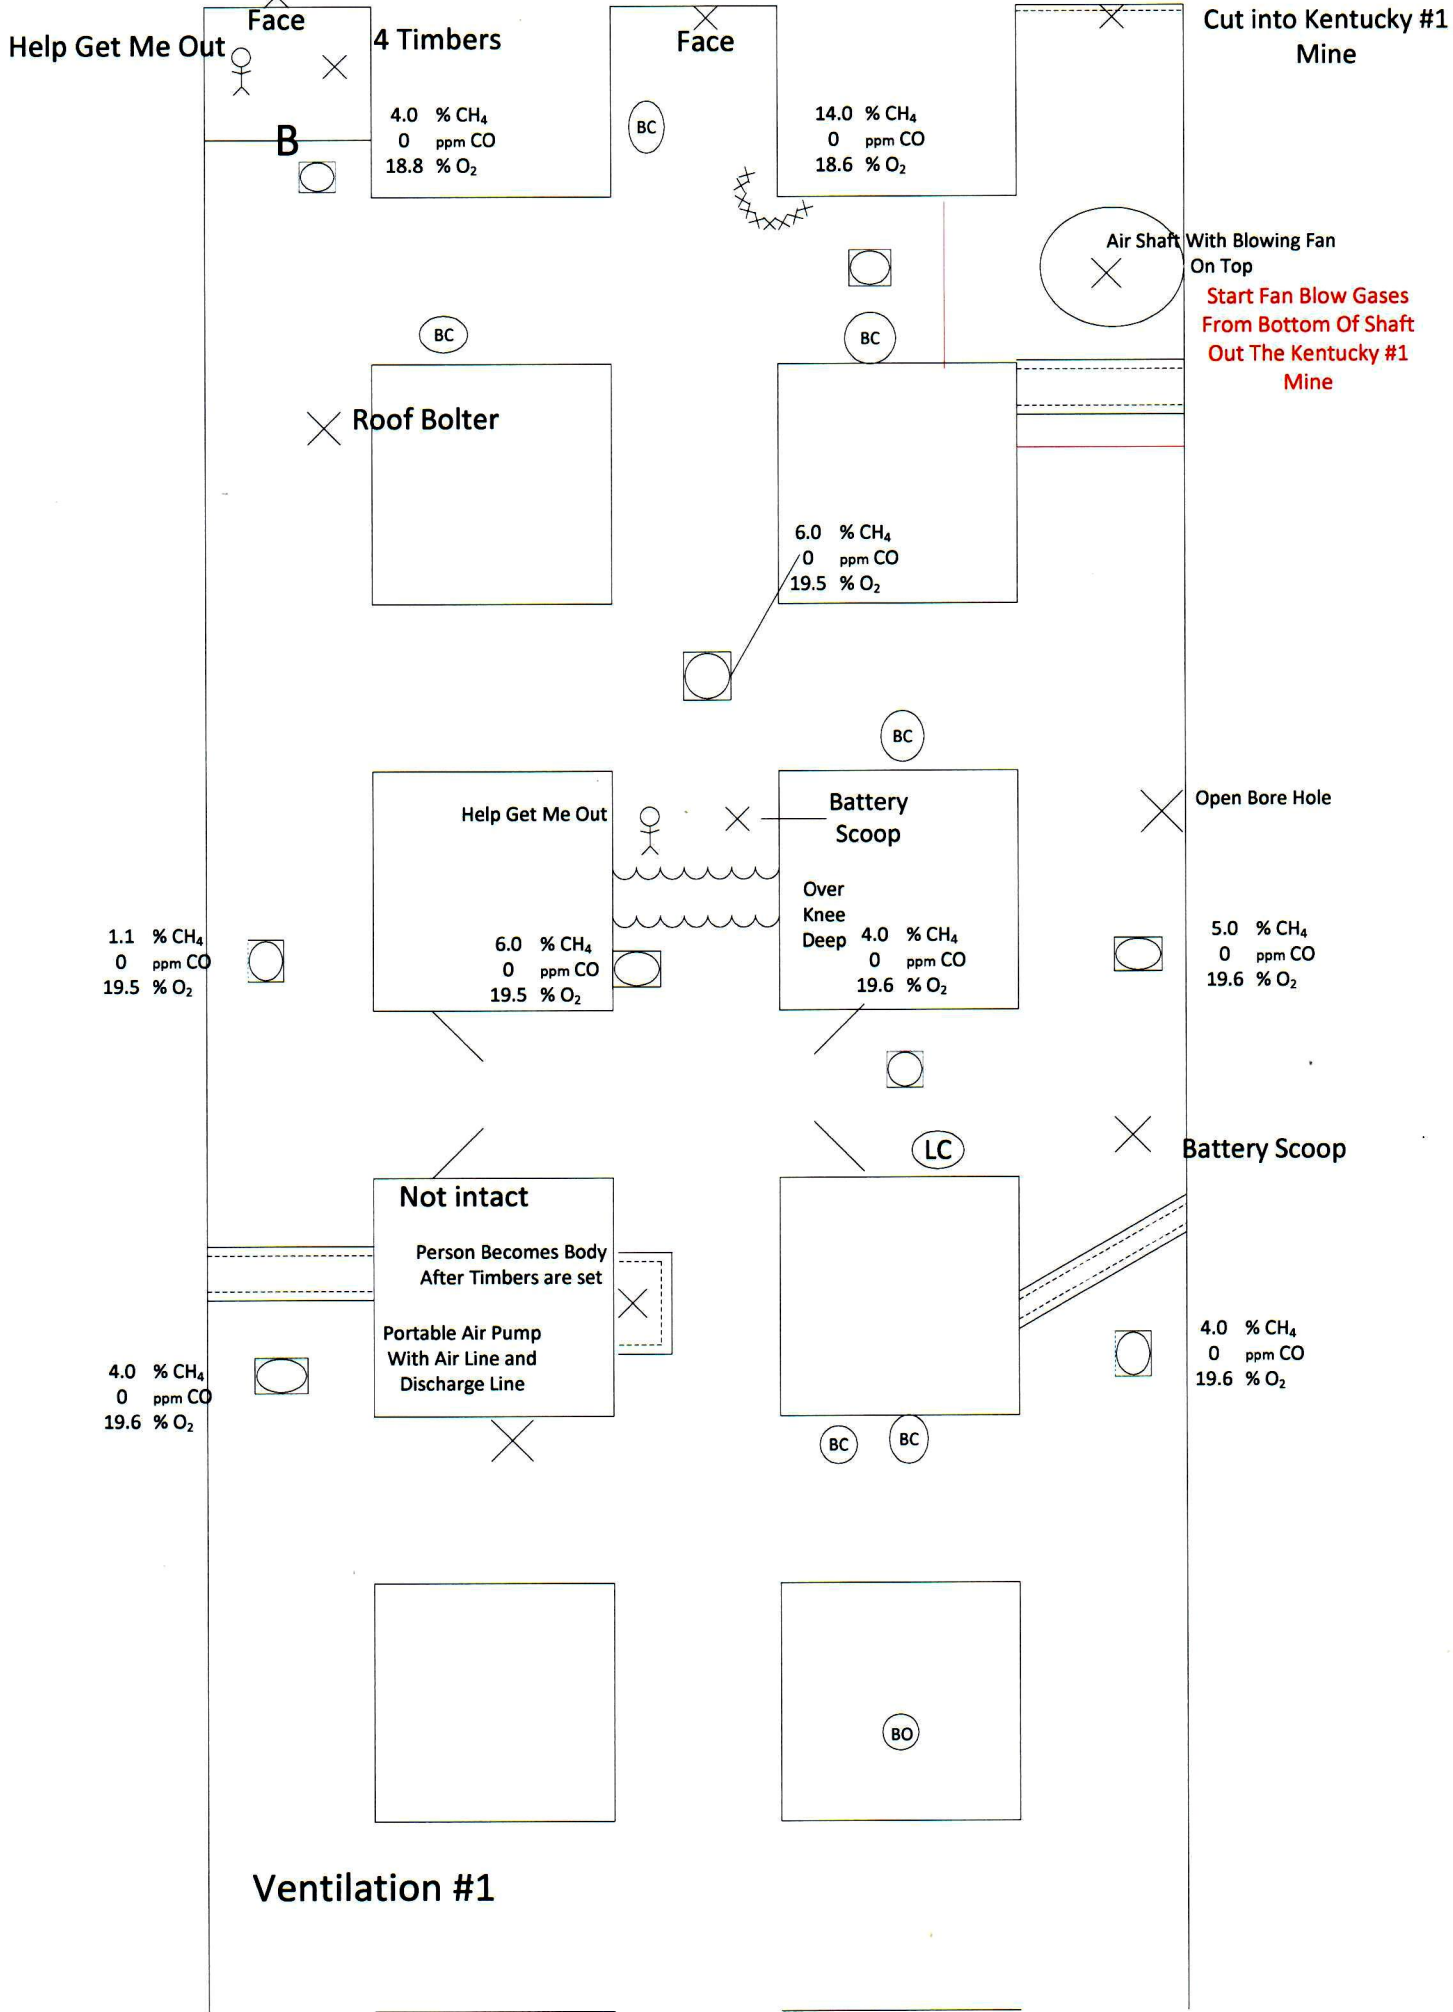 Face
Help Get Me Out
4 Timbers
Face
Cut into Kentucky #1
Mine
4.0 % CH₄
0 ppm CO
18.8 % O₂
B
BC
14.0 % CH₄
0 ppm CO
18.6 % O₂
Air Shaft With Blowing Fan
On Top
Start Fan Blow Gases
From Bottom Of Shaft
Out The Kentucky #1
Mine
BC
BC
Roof Bolter
6.0 % CH₄
0 ppm CO
19.5 % O₂
BC
Help Get Me Out
Battery
Scoop
Open Bore Hole
Over
Knee
Deep
1.1 % CH₄
0 ppm CO
19.5 % O₂
6.0 % CH₄
0 ppm CO
19.5 % O₂
4.0 % CH₄
0 ppm CO
19.6 % O₂
5.0 % CH₄
0 ppm CO
19.6 % O₂
LC
Battery Scoop
Not intact
Person Becomes Body
After Timbers are set
Portable Air Pump
With Air Line and
Discharge Line
4.0 % CH₄
0 ppm CO
19.6 % O₂
4.0 % CH₄
0 ppm CO
19.6 % O₂
BC
BC
BO
Ventilation #1